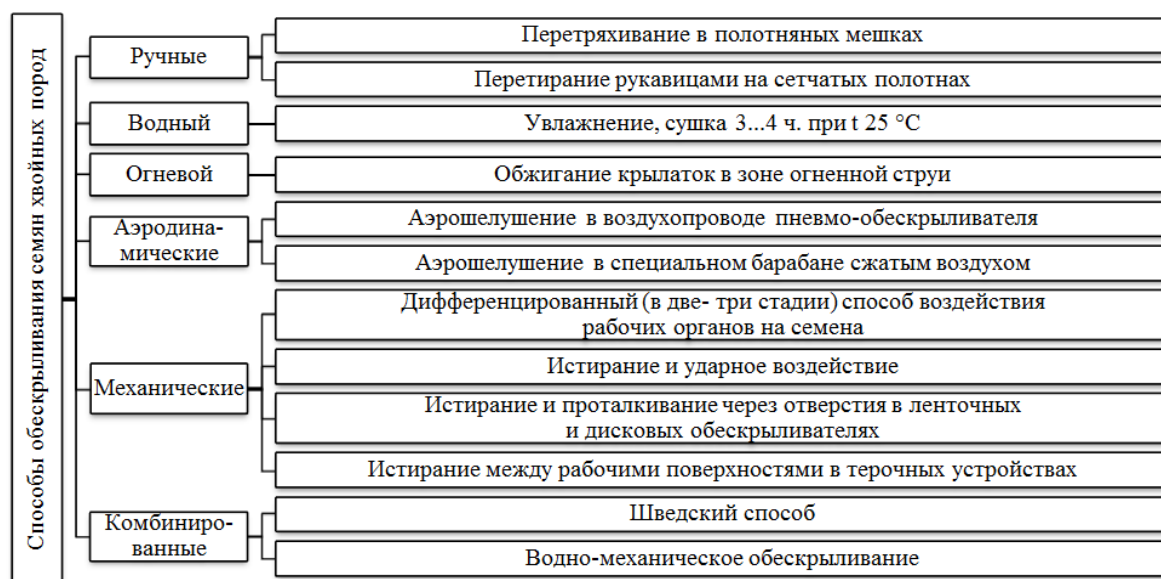 Способы обескрыливания семян хвойных пород
Ручные
Перетряхивание в полотняных мешках
Перетирание рукавицами на сетчатых полотнах
Водный
Увлажнение, сушка 3...4 ч. при t 25 °C
Огневой
Обжигание крылаток в зоне огненной струи
Аэродина-
мические
Аэрошелушение в воздухопроводе пневмо-обескрыливателя
Аэрошелушение в специальном барабане сжатым воздухом
Механические
Дифференцированный (в две- три стадии) способ воздействия
рабочих органов на семена
Истирание и ударное воздействие
Истирание и проталкивание через отверстия в ленточных
и дисковых обескрыливателях
Истирание между рабочими поверхностями в терочных устройствах
Комбиниро-
ванные
Шведский способ
Водно-механическое обескрыливание